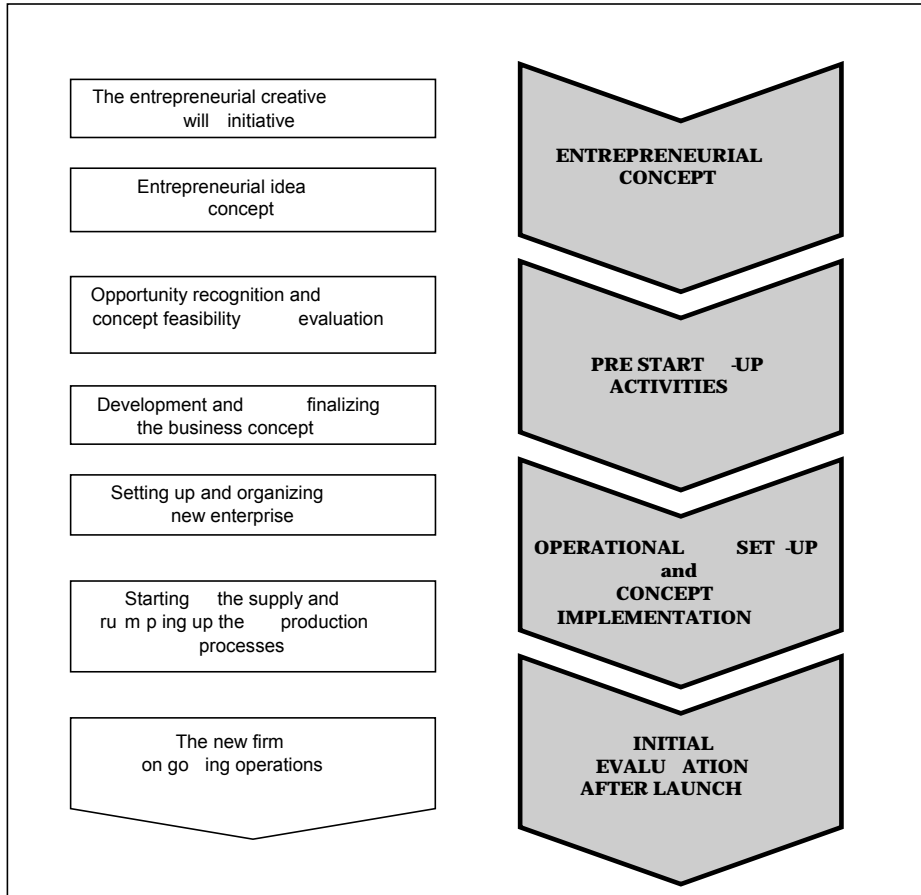 The entrepreneurial creative
will initiative
Entrepreneurial idea
concept
Opportunity recognition and
concept feasibility evaluation
Development and finalizing
the business concept
Setting up and organizing
new enterprise
Starting the supply and
ru m p ing up the production
processes
The new firm
on go ing operations
ENTREPRENEURIAL
CONCEPT
PRE START -UP
ACTIVITIES
OPERATIONAL SET -UP
and
CONCEPT
IMPLEMENTATION
INITIAL
EVALU ATION
AFTER LAUNCH